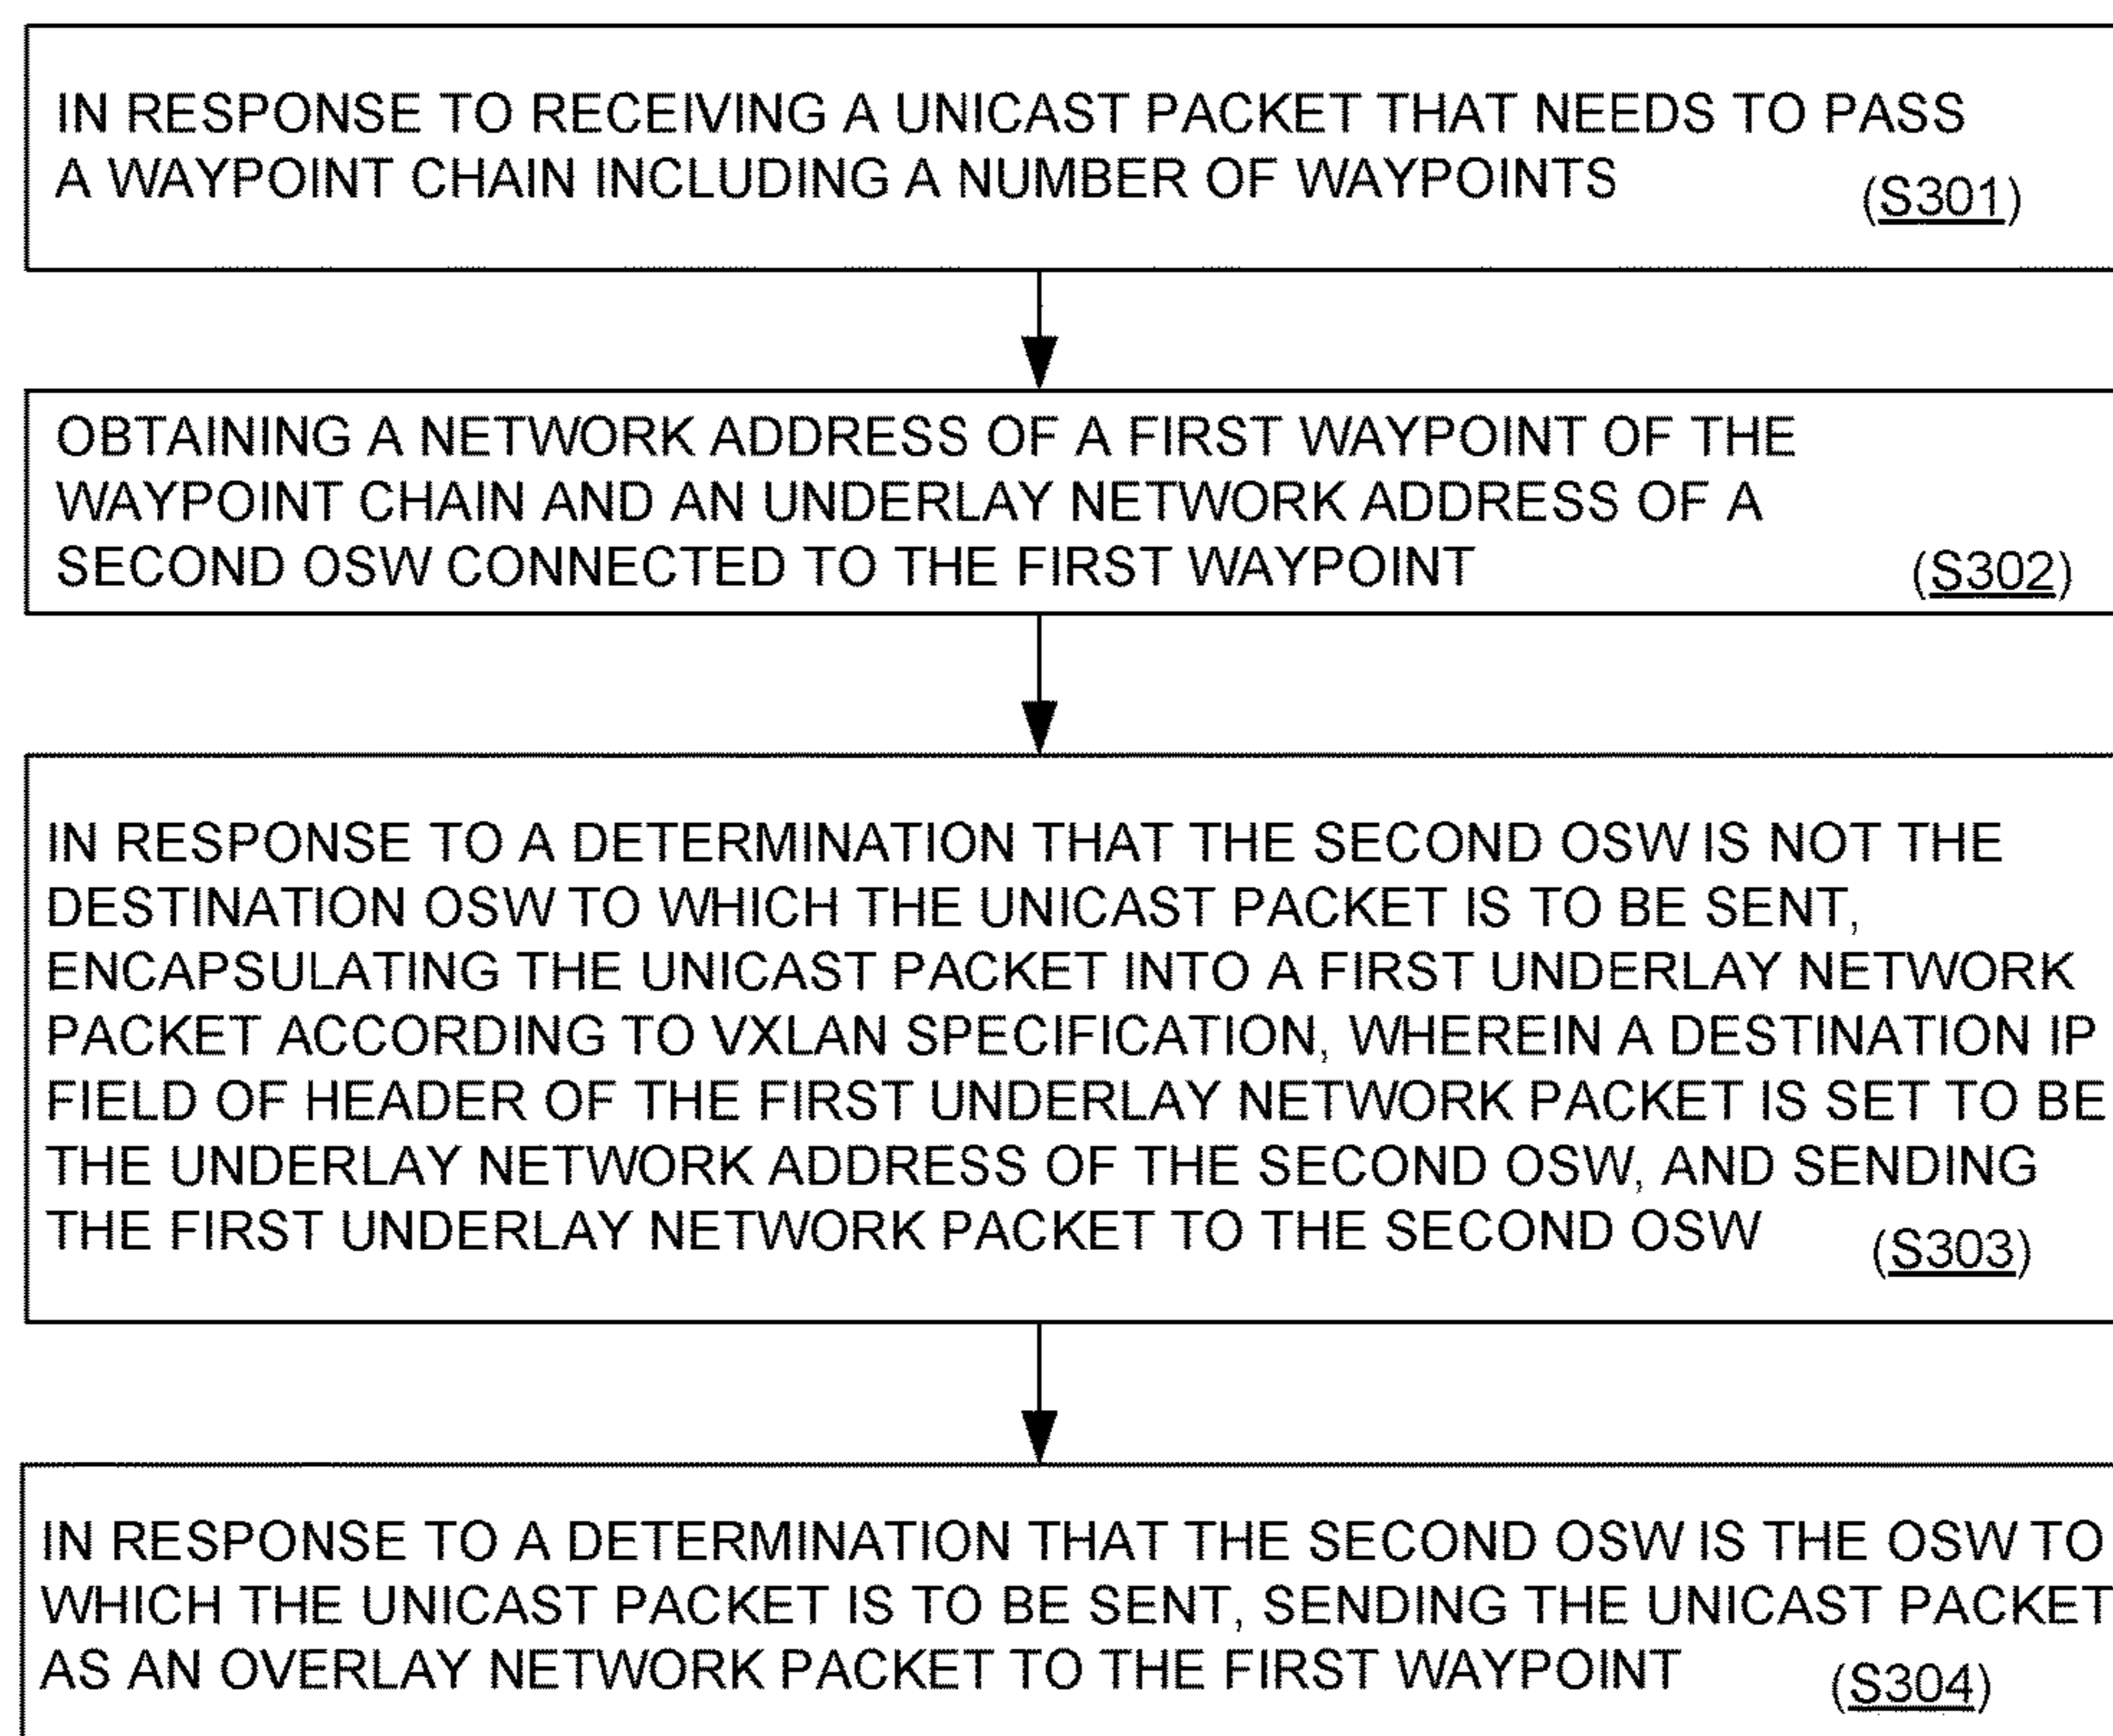 IN RESPONSE TO RECEIVING A UNICAST PACKET THAT NEEDS TO PASS
A WAYPOINT CHAIN INCLUDING A NUMBER OF WAYPOINTS (S301)
OBTAINING A NETWORK ADDRESS OF A FIRST WAYPOINT OF THE
WAYPOINT CHAIN AND AN UNDERLAY NETWORK ADDRESS OF A
SECOND OSW CONNECTED TO THE FIRST WAYPOINT (S302)
IN RESPONSE TO A DETERMINATION THAT THE SECOND OSW IS NOT THE
DESTINATION OSW TO WHICH THE UNICAST PACKET IS TO BE SENT,
ENCAPSULATING THE UNICAST PACKET INTO A FIRST UNDERLAY NETWORK
PACKET ACCORDING TO VXLAN SPECIFICATION, WHEREIN A DESTINATION IP
FIELD OF HEADER OF THE FIRST UNDERLAY NETWORK PACKET IS SET TO BE
THE UNDERLAY NETWORK ADDRESS OF THE SECOND OSW, AND SENDING
THE FIRST UNDERLAY NETWORK PACKET TO THE SECOND OSW (S303)
IN RESPONSE TO A DETERMINATION THAT THE SECOND OSW IS THE OSW TO
WHICH THE UNICAST PACKET IS TO BE SENT, SENDING THE UNICAST PACKET
AS AN OVERLAY NETWORK PACKET TO THE FIRST WAYPOINT (S304)